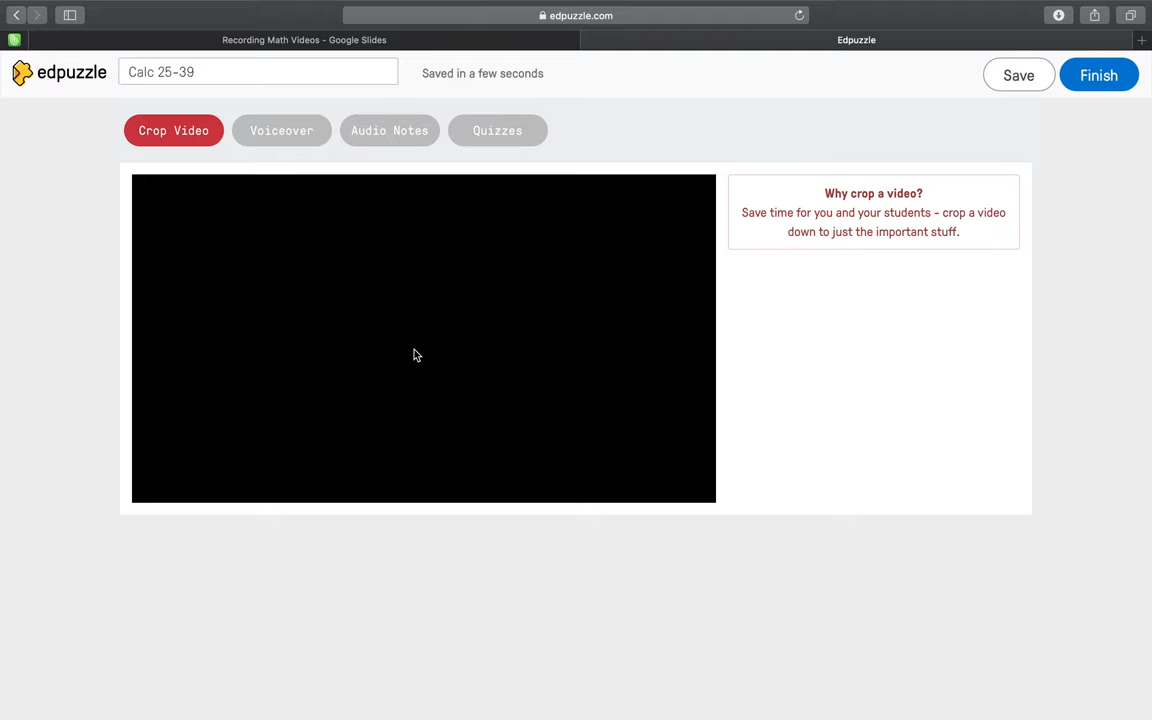 edpuzzle.com
Recording Math Videos - Google Slides
Edpuzzle
edpuzzle
Calc 25-39
Saved in a few seconds
Save
Finish
Crop Video
Voiceover
Audio Notes
Quizzes
Why crop a video?
Save time for you and your students - crop a video
down to just the important stuff.